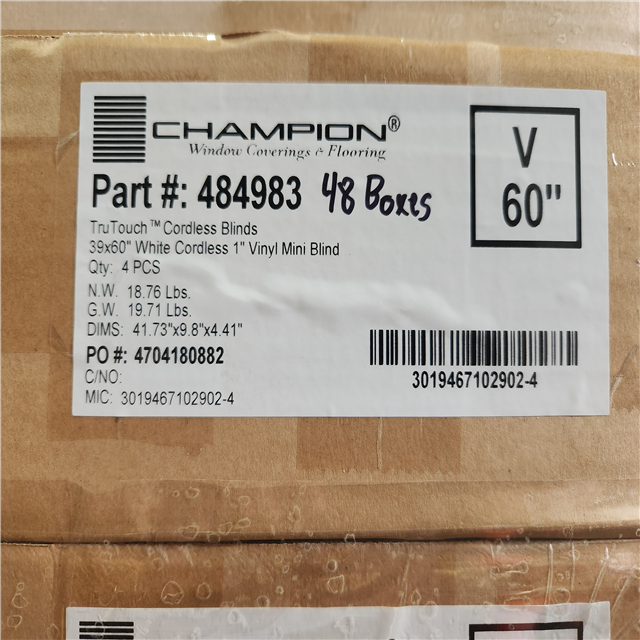 CHAMPION®
Window Coverings & Flooring
Part #: 484983 48 Boxes
TruTouch™ Cordless Blinds
39x60" White Cordless 1" Vinyl Mini Blind
Qty: 4 PCS
N.W. 18.76 Lbs.
G.W. 19.71 Lbs.
DIMS: 41.73"x9.8"x4.41"
PO #: 4704180882
C/NO:
MIC: 3019467102902-4
V
60"
3019467102902-4